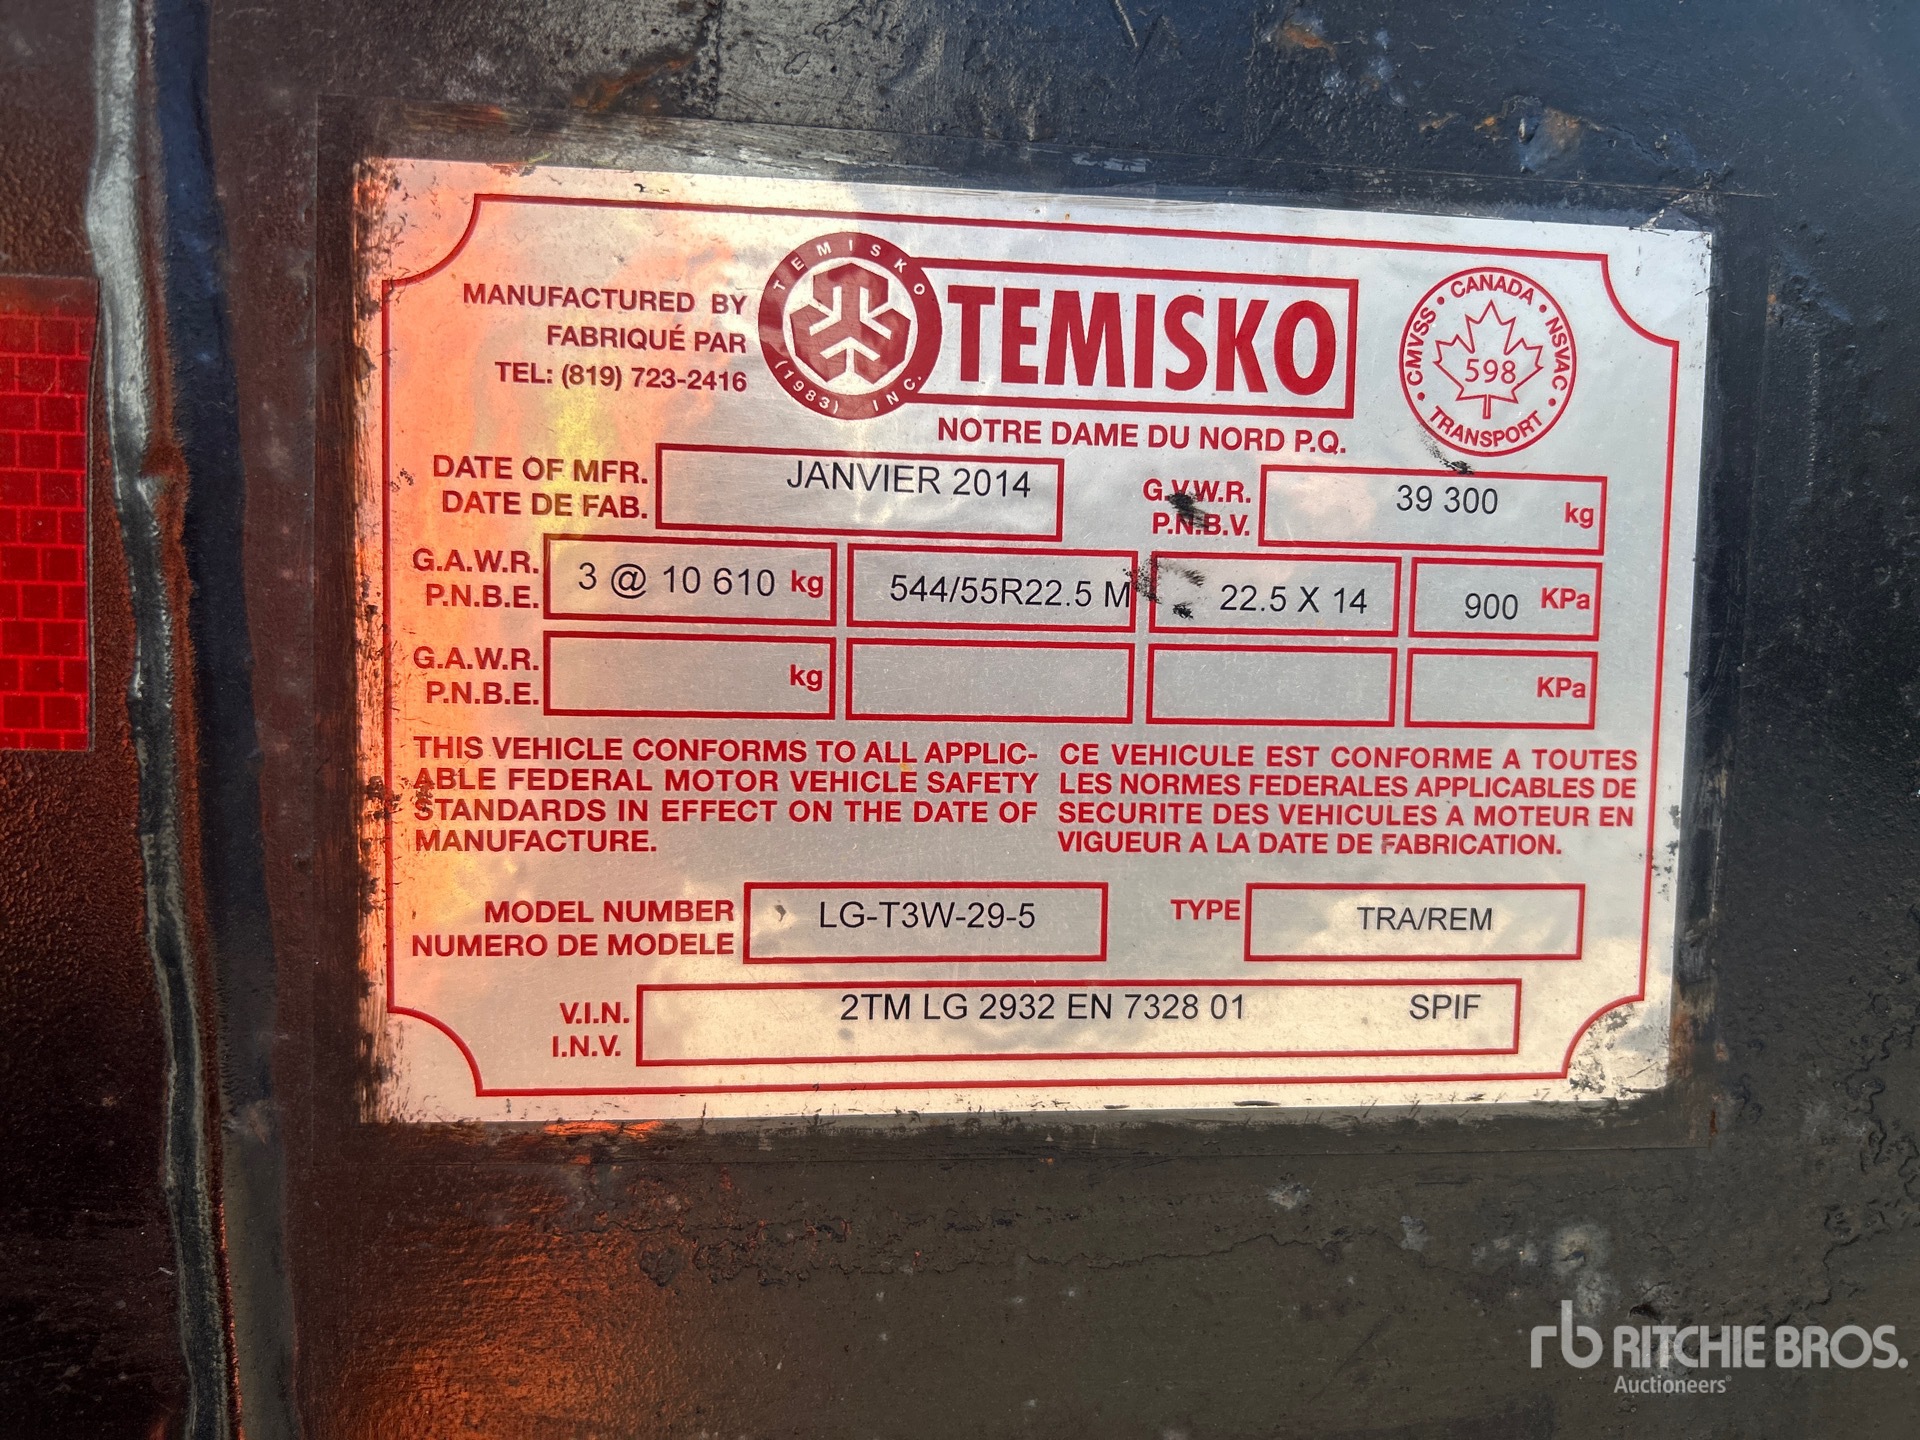 MANUFACTURED BY
FABRIQUÉ PAR
TEL: (819) 723-2416
TEMISKO (1983) INC.
TEMISKO
NOTRE DAME DU NORD P.Q.
CANADA • NSVAC • TRANSPORT • CMVSS •
598
DATE OF MFR.
DATE DE FAB.
JANVIER 2014
G.V.W.R.
P.N.B.V.
39 300 kg
G.A.W.R.
P.N.B.E.
3 @ 10 610 kg
544/55R22.5 M
22.5 X 14
900 KPa
G.A.W.R.
P.N.B.E.
kg
KPa
THIS VEHICLE CONFORMS TO ALL APPLIC-
ABLE FEDERAL MOTOR VEHICLE SAFETY
STANDARDS IN EFFECT ON THE DATE OF
MANUFACTURE.
CE VEHICULE EST CONFORME A TOUTES
LES NORMES FEDERALES APPLICABLES DE
SECURITE DES VEHICULES A MOTEUR EN
VIGUEUR A LA DATE DE FABRICATION.
MODEL NUMBER
NUMERO DE MODELE
LG-T3W-29-5
TYPE
TRA/REM
V.I.N.
I.N.V.
2TM LG 2932 EN 7328 01 SPIF
rb RITCHIE BROS.
Auctioneers